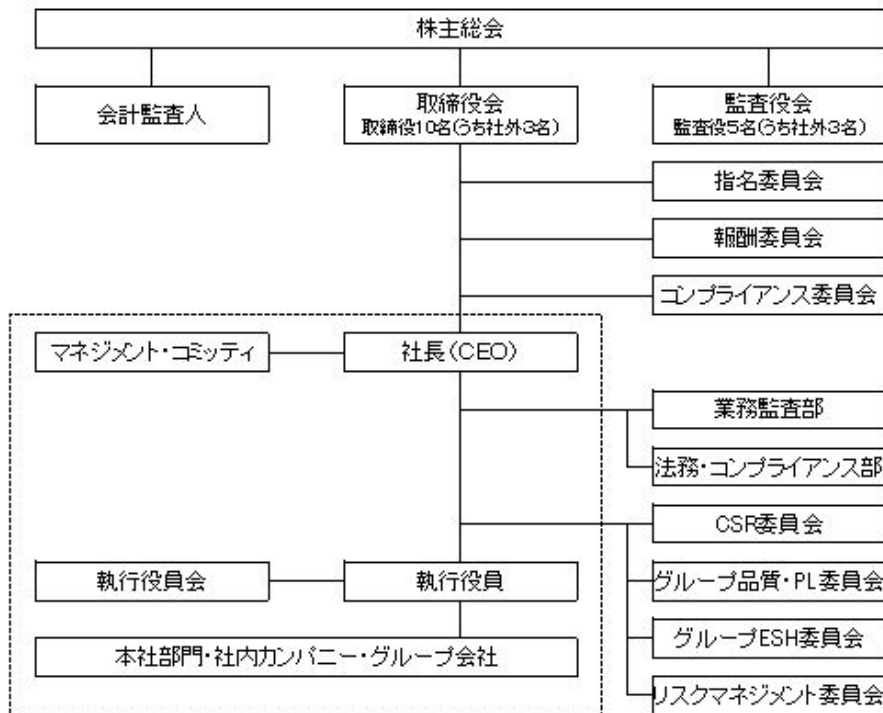 株主総会
会計監査人
取締役会
取締役10名(うち社外3名)
監査役会
監査役5名(うち社外3名)
指名委員会
報酬委員会
コンプライアンス委員会
マネジメント・コミッティ
社長(CEO)
業務監査部
法務・コンプライアンス部
CSR委員会
執行役員会
執行役員
グループ品質・PL委員会
グループESH委員会
本社部門・社内カンパニー・グループ会社
リスクマネジメント委員会